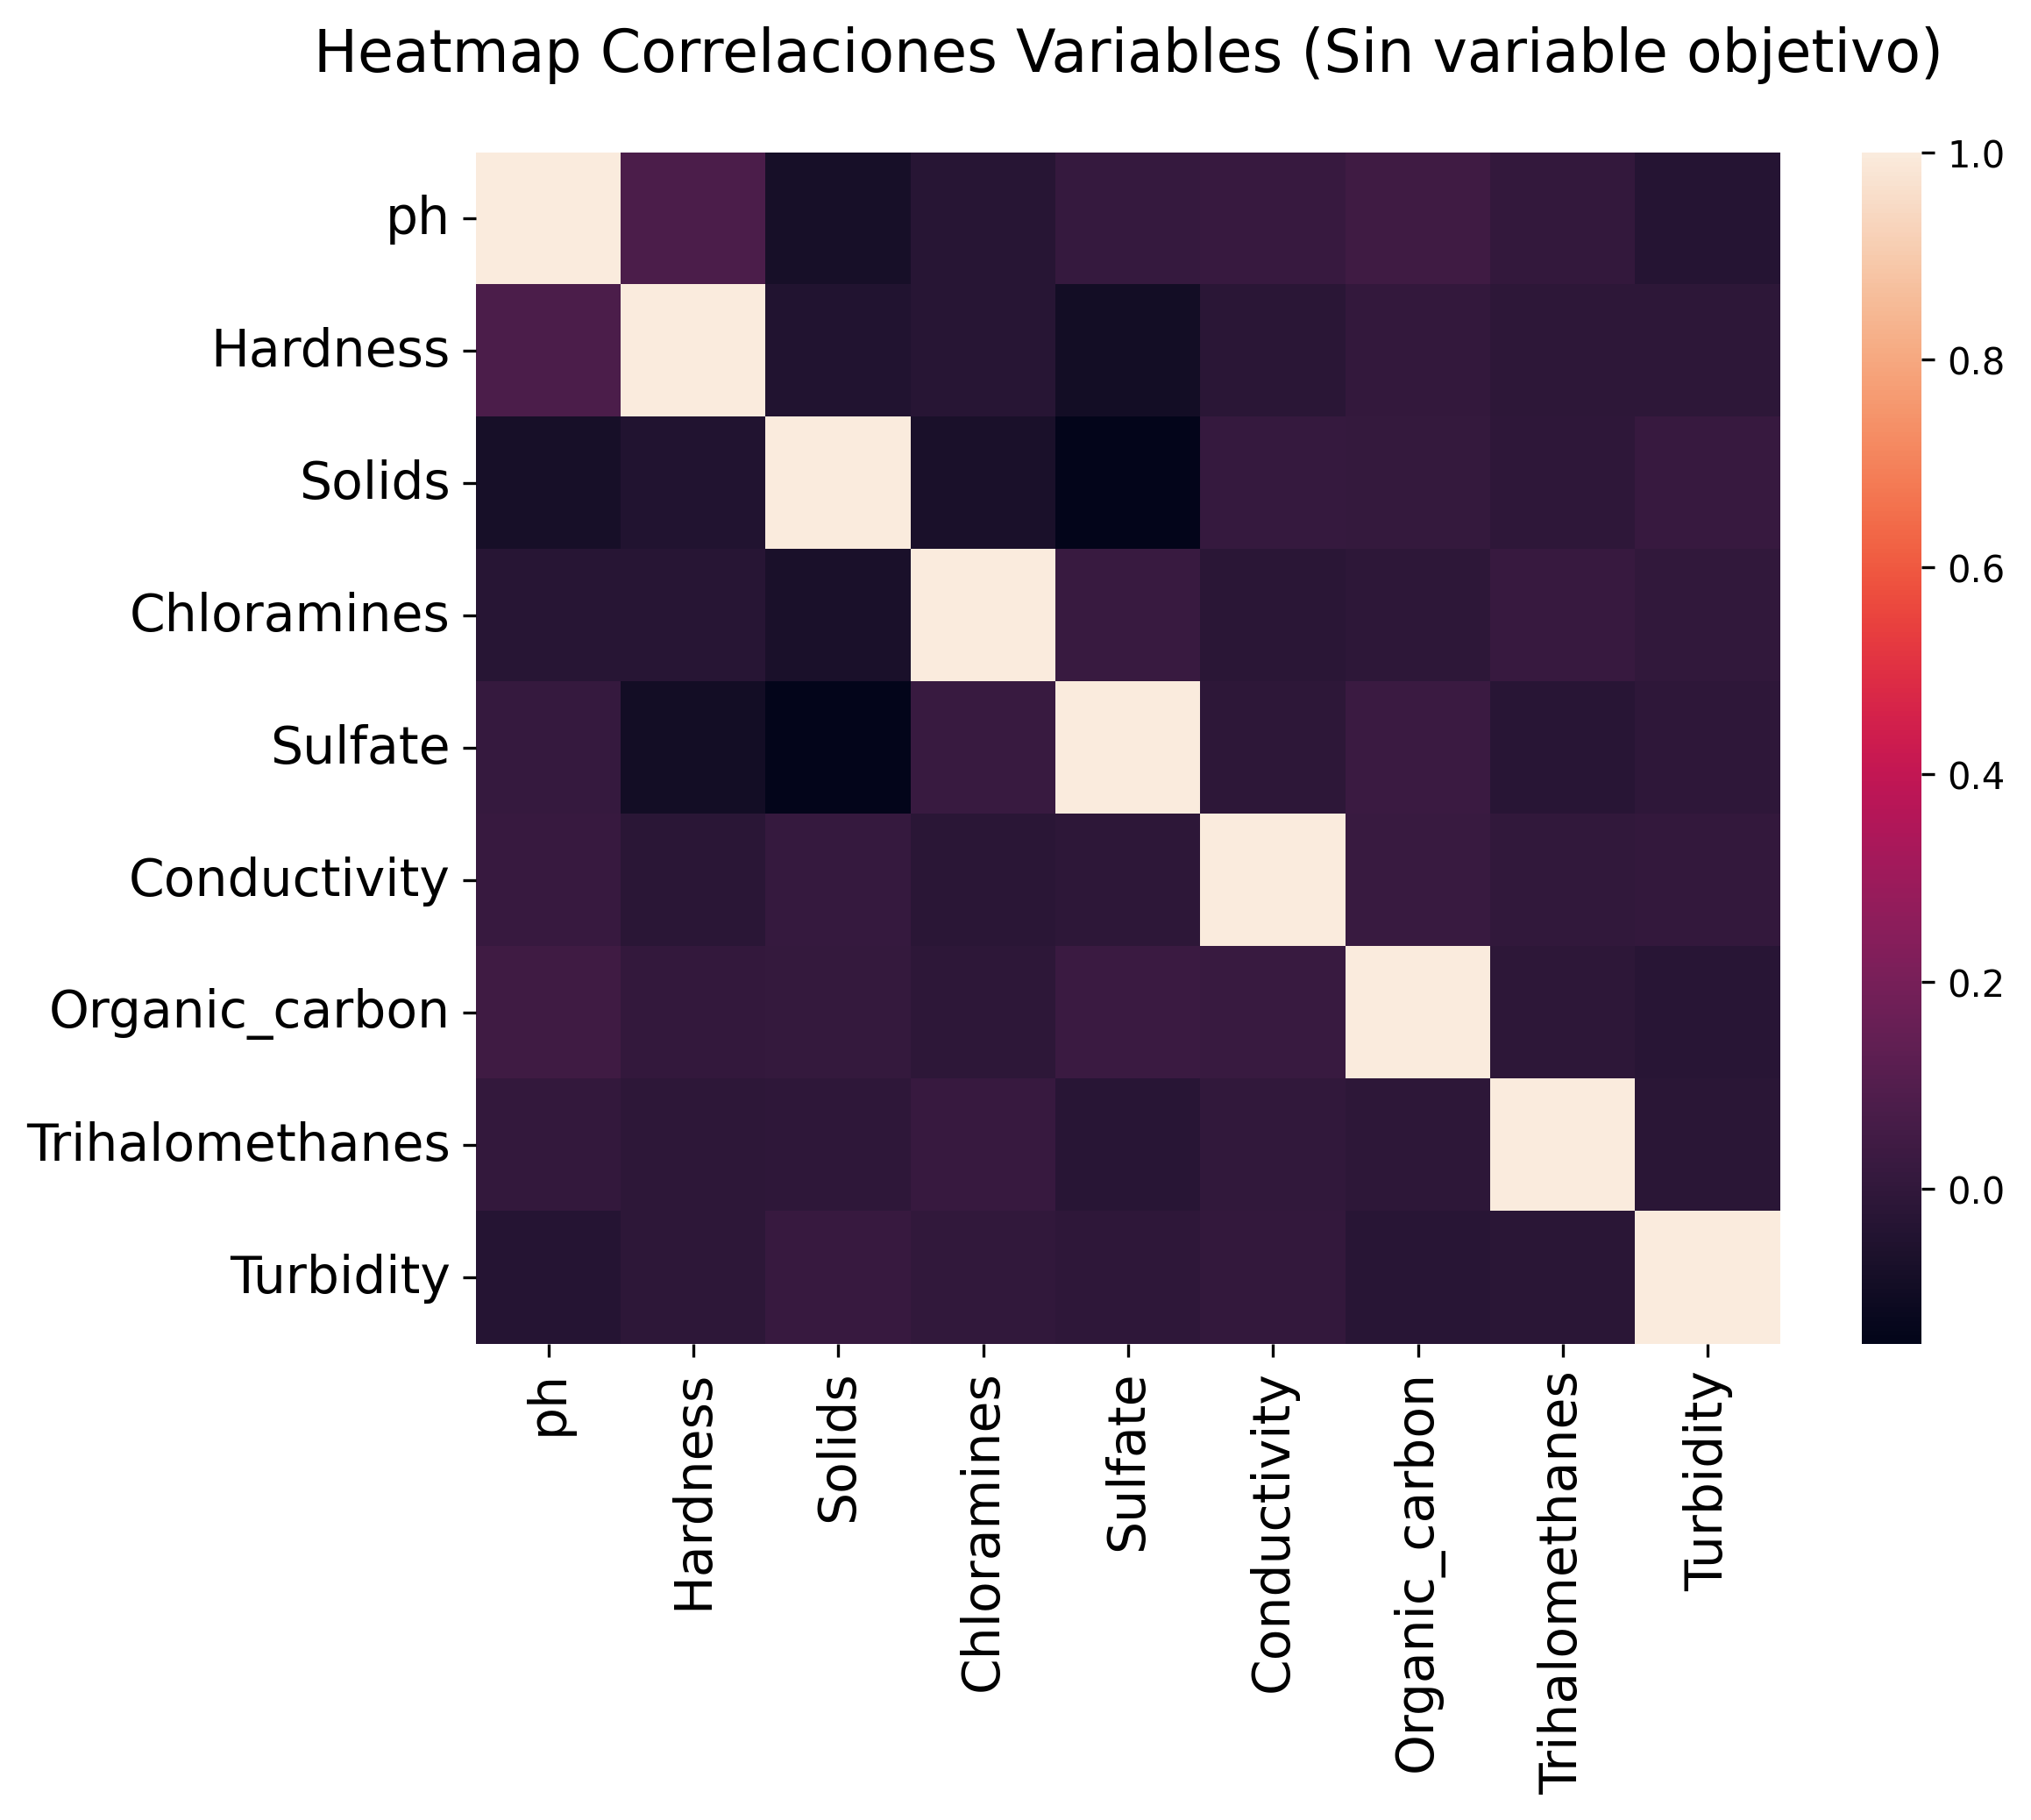 Heatmap Correlaciones Variables (Sin variable objetivo)
ph
Hardness
Solids
Chloramines
Sulfate
Conductivity
Organic_carbon
Trihalomethanes
Turbidity
ph
Hardness
Solids
Chloramines
Sulfate
Conductivity
Organic_carbon
Trihalomethanes
Turbidity
1.0
0.8
0.6
0.4
0.2
0.0